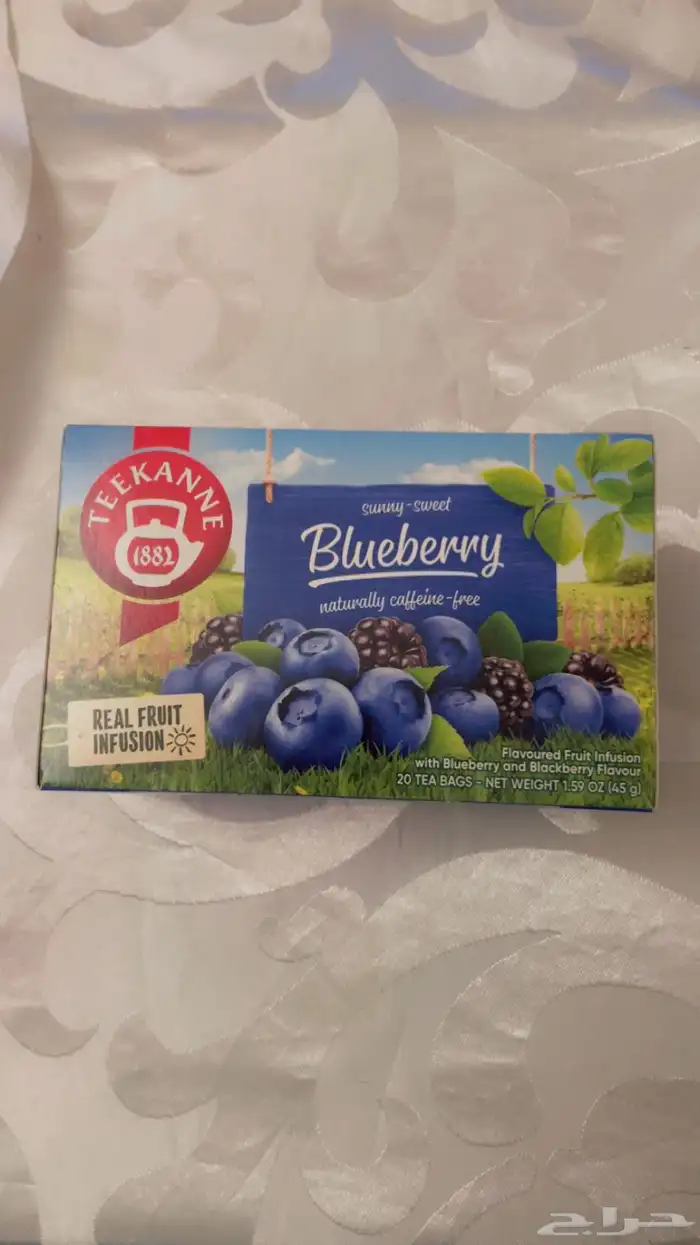 TEEKANNE
1882
sunny-sweet
Blueberry
naturally caffeine-free
REAL FRUIT
INFUSION
Flavoured Fruit Infusion
with Blueberry and Blackberry Flavour
20 TEA BAGS - NET WEIGHT 1.59 OZ (45 g)
حراج